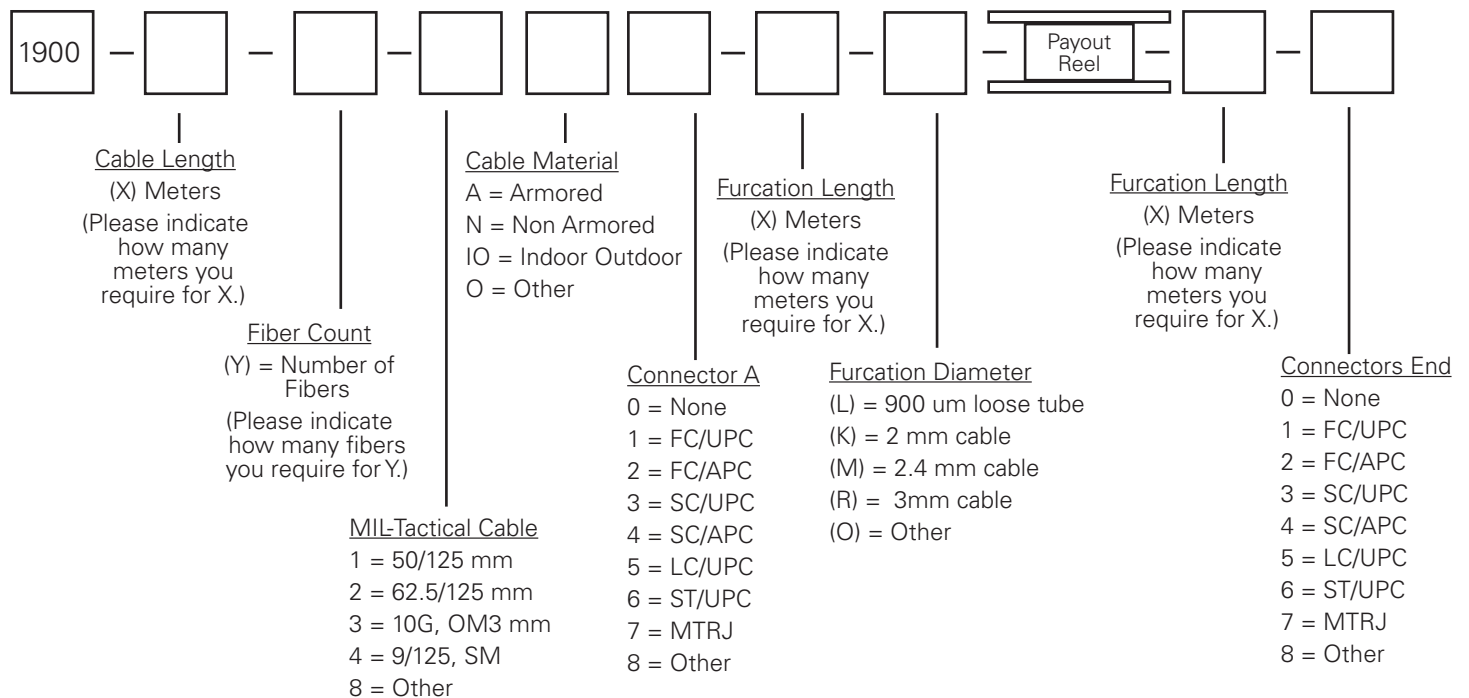 1900
Payout
Reel
Cable Length
(X) Meters
(Please indicate
how many
meters you
require for X.)
Fiber Count
(Y) = Number of
Fibers
(Please indicate
how many fibers
you require for Y.)
MIL-Tactical Cable
1 = 50/125 mm
2 = 62.5/125 mm
3 = 10G, OM3 mm
4 = 9/125, SM
8 = Other
Cable Material
A = Armored
N = Non Armored
IO = Indoor Outdoor
O = Other
Connector A
0 = None
1 = FC/UPC
2 = FC/APC
3 = SC/UPC
4 = SC/APC
5 = LC/UPC
6 = ST/UPC
7 = MTRJ
8 = Other
Furcation Length
(X) Meters
(Please indicate
how many
meters you
require for X.)
Furcation Diameter
(L) = 900 um loose tube
(K) = 2 mm cable
(M) = 2.4 mm cable
(R) = 3mm cable
(O) = Other
Furcation Length
(X) Meters
(Please indicate
how many
meters you
require for X.)
Connectors End
0 = None
1 = FC/UPC
2 = FC/APC
3 = SC/UPC
4 = SC/APC
5 = LC/UPC
6 = ST/UPC
7 = MTRJ
8 = Other